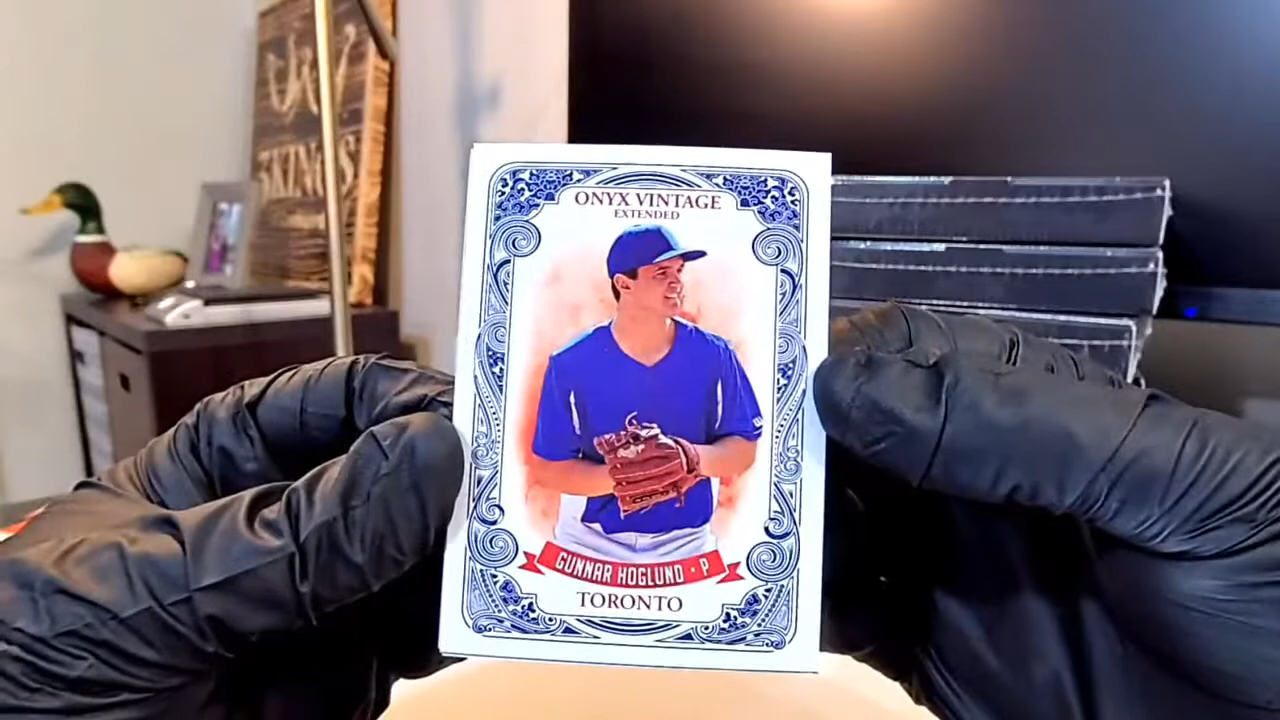 ONYX VINTAGE
EXTENDED
GUNNAR HOGLUND · P
TORONTO